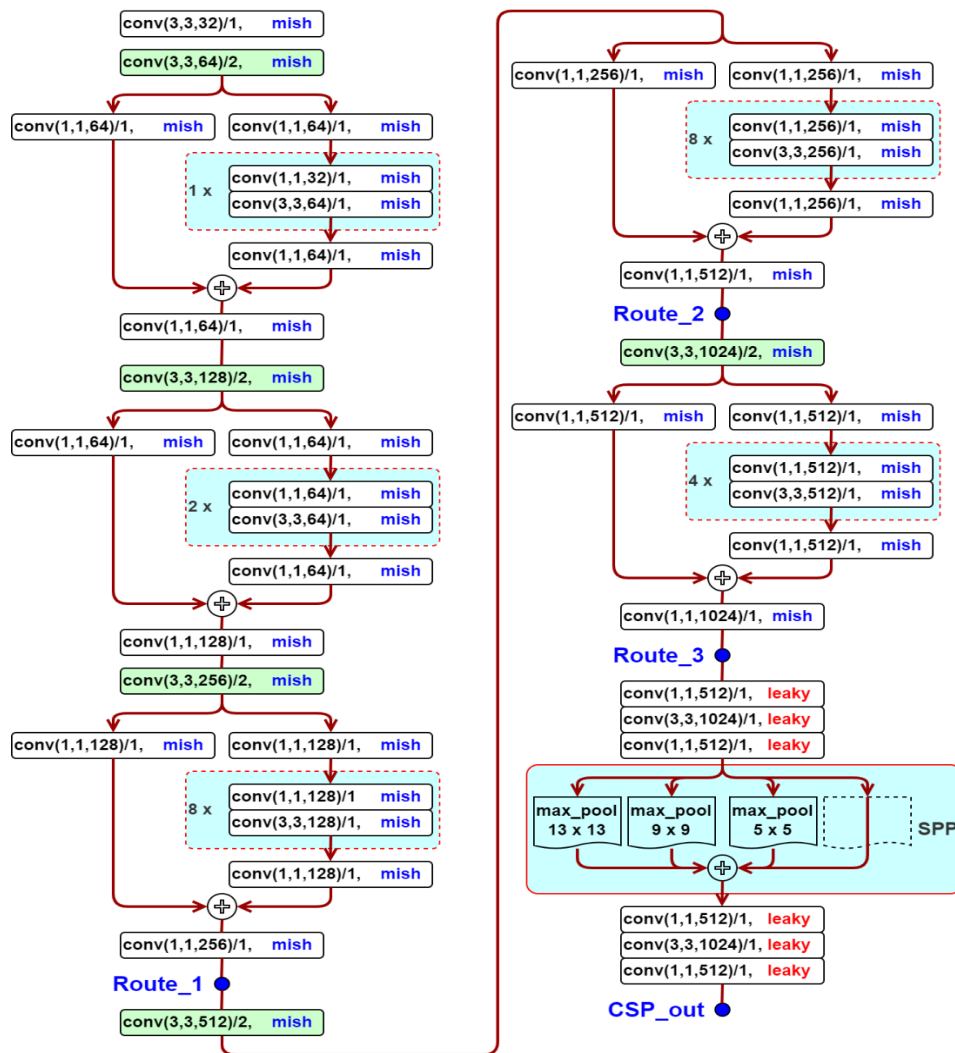 conv(3,3,32)/1, mish
conv(3,3,64)/2, mish
conv(1,1,64)/1, mish
conv(1,1,64)/1, mish
1 x
conv(1,1,32)/1, mish
conv(3,3,64)/1, mish
conv(1,1,64)/1, mish
conv(1,1,64)/1, mish
conv(3,3,128)/2, mish
conv(1,1,64)/1, mish
conv(1,1,64)/1, mish
2 x
conv(1,1,64)/1, mish
conv(3,3,64)/1, mish
conv(1,1,64)/1, mish
conv(1,1,128)/1, mish
conv(3,3,256)/2, mish
conv(1,1,128)/1, mish
conv(1,1,128)/1, mish
8 x
conv(1,1,128)/1 mish
conv(3,3,128)/1, mish
conv(1,1,128)/1, mish
conv(1,1,256)/1, mish
Route_1
conv(3,3,512)/2, mish
conv(1,1,256)/1, mish
conv(1,1,256)/1, mish
8 x
conv(1,1,256)/1, mish
conv(3,3,256)/1, mish
conv(1,1,256)/1, mish
conv(1,1,512)/1, mish
Route_2
conv(3,3,1024)/2, mish
conv(1,1,512)/1, mish
conv(1,1,512)/1, mish
4 x
conv(1,1,512)/1, mish
conv(3,3,512)/1, mish
conv(1,1,512)/1, mish
conv(1,1,1024)/1, mish
Route_3
conv(1,1,512)/1, leaky
conv(3,3,1024)/1, leaky
conv(1,1,512)/1, leaky
max_pool
13 x 13
max_pool
9 x 9
max_pool
5 x 5
SPP
conv(1,1,512)/1, leaky
conv(3,3,1024)/1, leaky
conv(1,1,512)/1, leaky
CSP_out